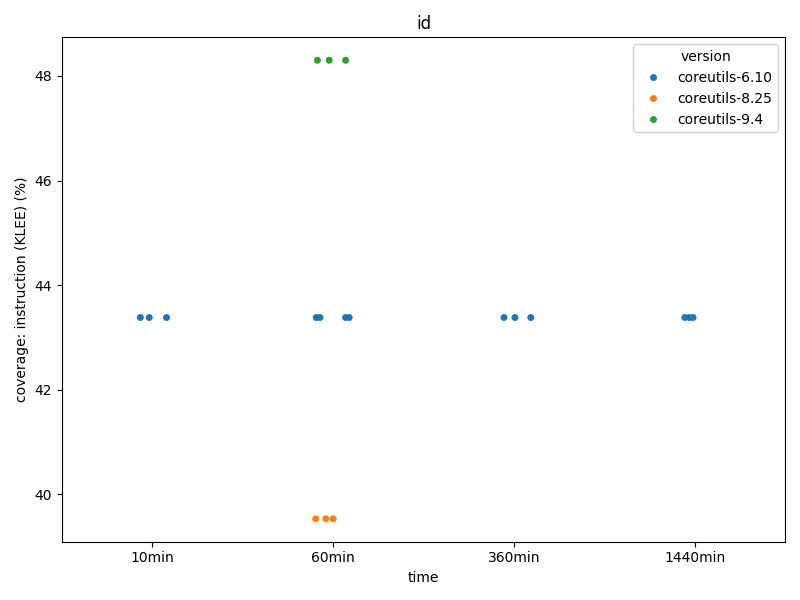 id
version
coreutils-6.10
coreutils-8.25
coreutils-9.4
coverage: instruction (KLEE) (%)
48
46
44
42
40
10min
60min
360min
1440min
time